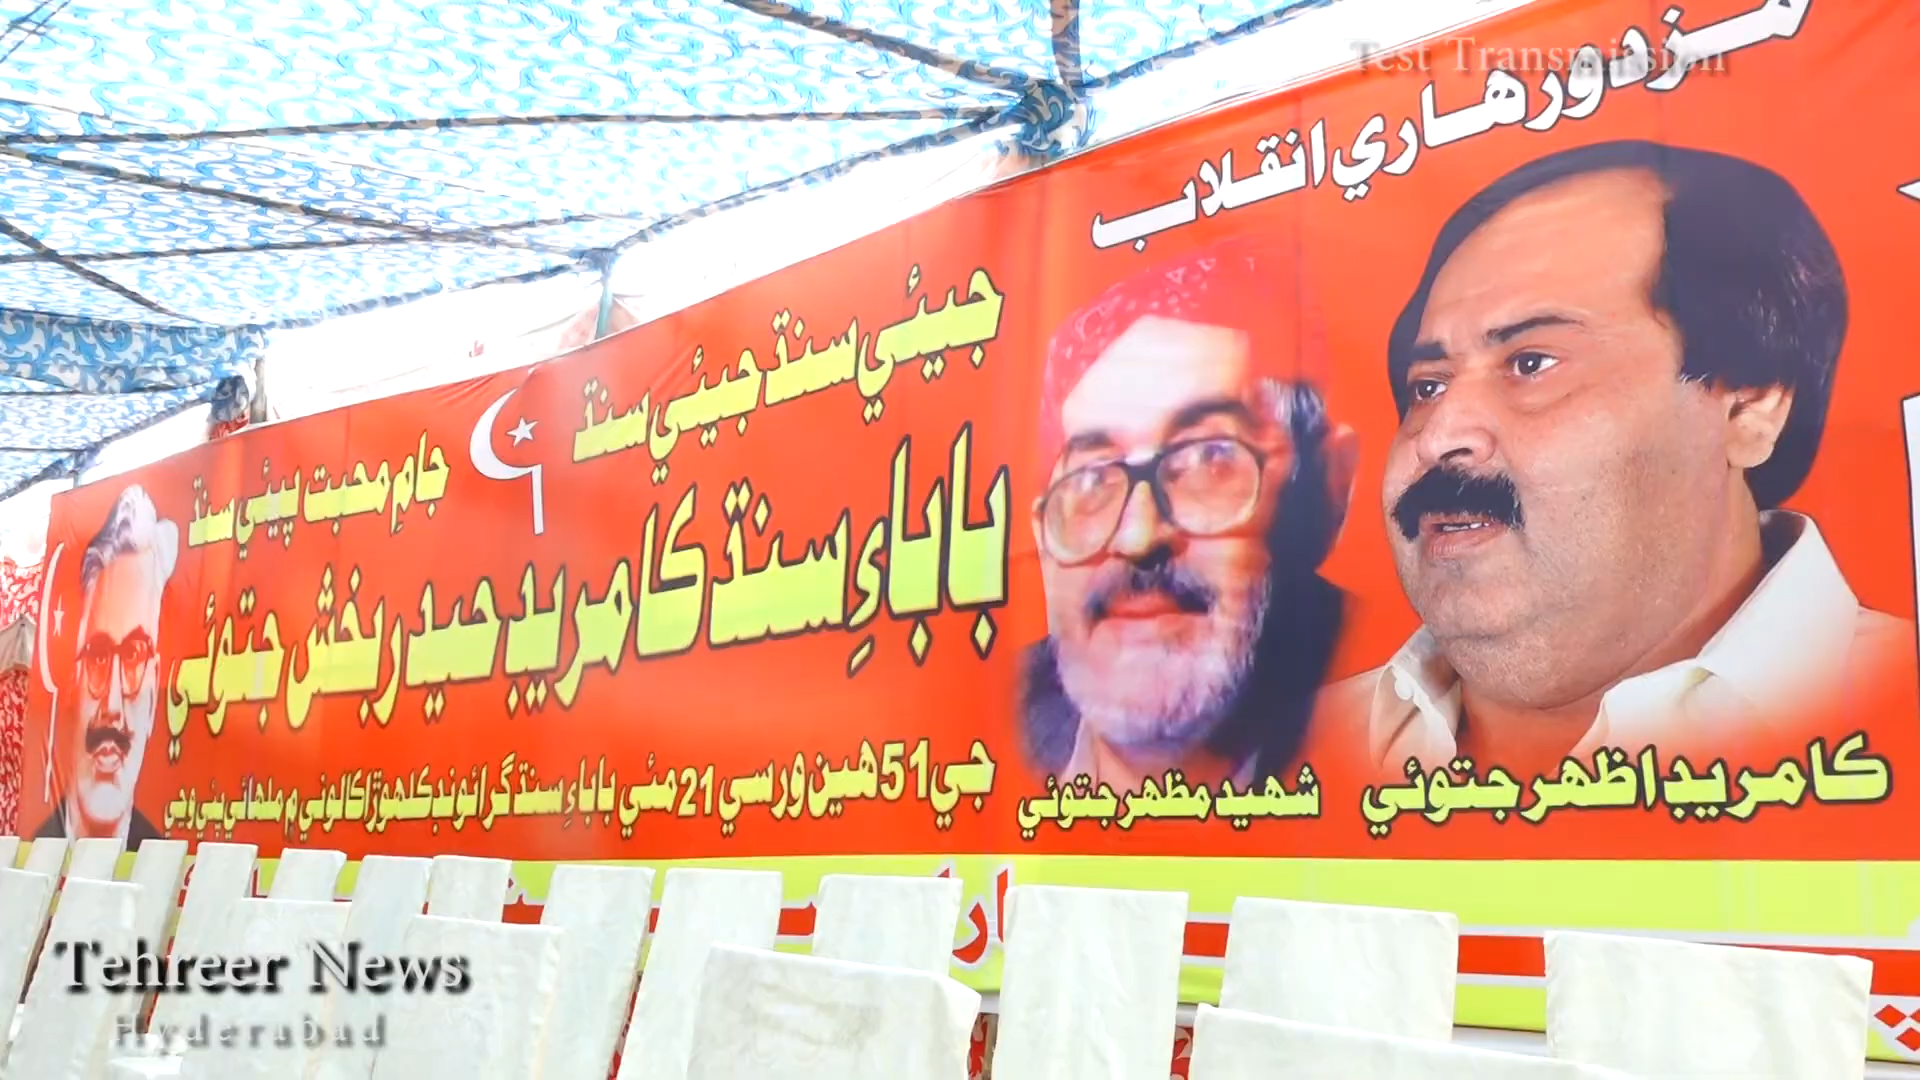 Test Transmission
مزدور هاري انقلاب
جيئي سنڌ جيئي سنڌ
جامِ محبت پيئي سنڌ
باباءِ سنڌ ڪامريڊ حيدر بخش جتوئي
جي 51 هين ورسي 21 مئي باباءِ سنڌ گرائونڊ ڪلهوڙا ڪالوني ۾ ملهائي پئي وڃي
شهيد مظهر جتوئي
ڪامريڊ اظهر جتوئي
Tehreer News
Hyderabad